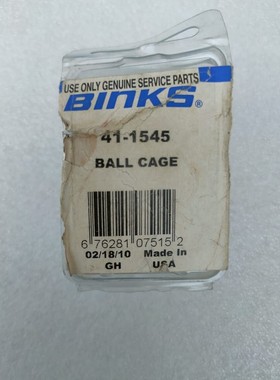 USE ONLY GENUINE SERVICE PARTS
BINKS®
41-1545
BALL CAGE
6 76281 07515 2
02/18/10 Made In
GH USA